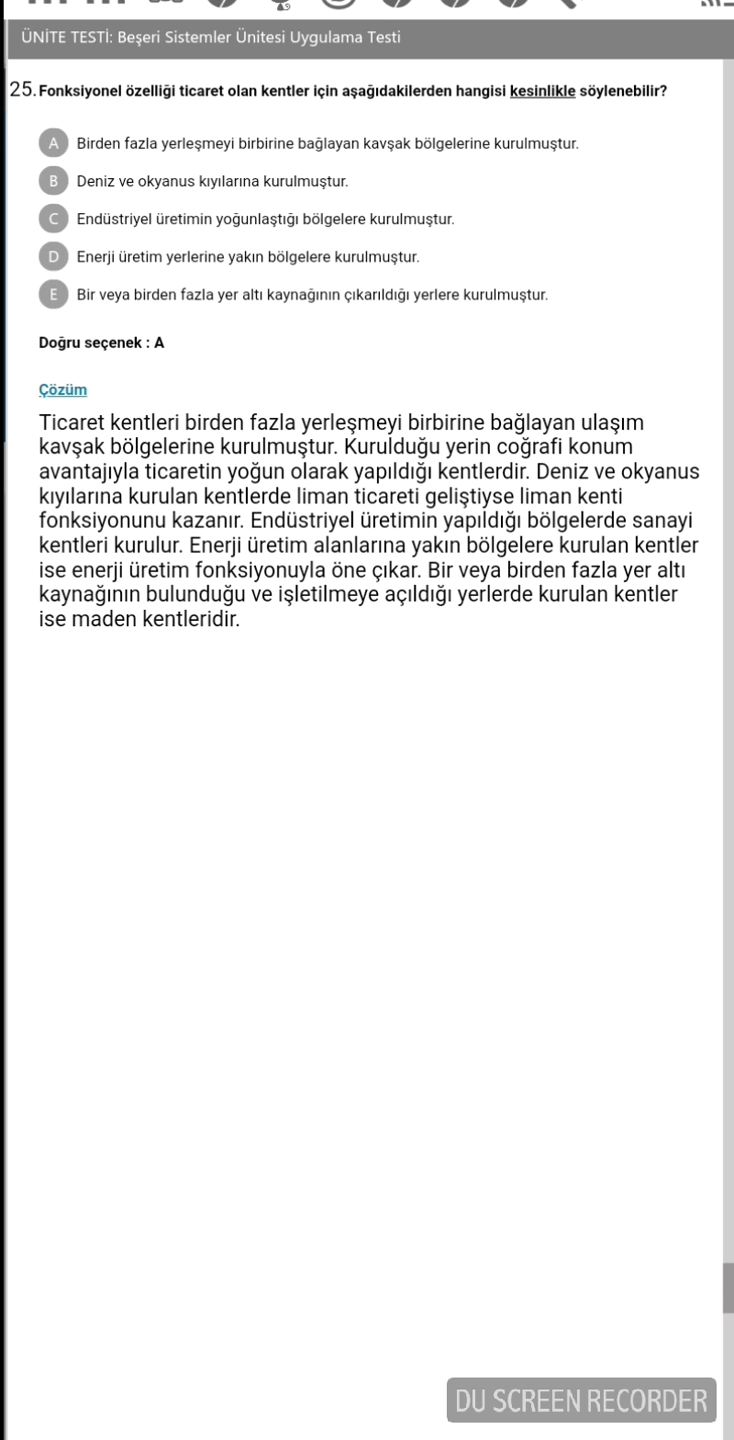 ÜNİTE TESTİ: Beşeri Sistemler Ünitesi Uygulama Testi
25. Fonksiyonel özelliği ticaret olan kentler için aşağıdakilerden hangisi kesinlikle söylenebilir?
A Birden fazla yerleşmeyi birbirine bağlayan kavşak bölgelerine kurulmuştur.
B Deniz ve okyanus kıyılarına kurulmuştur.
C Endüstriyel üretimin yoğunlaştığı bölgelere kurulmuştur.
D Enerji üretim yerlerine yakın bölgelere kurulmuştur.
E Bir veya birden fazla yer altı kaynağının çıkarıldığı yerlere kurulmuştur.
Doğru seçenek : A
Çözüm
Ticaret kentleri birden fazla yerleşmeyi birbirine bağlayan ulaşım
kavşak bölgelerine kurulmuştur. Kurulduğu yerin coğrafi konum
avantajıyla ticaretin yoğun olarak yapıldığı kentlerdir. Deniz ve okyanus
kıyılarına kurulan kentlerde liman ticareti geliştiyse liman kenti
fonksiyonunu kazanır. Endüstriyel üretimin yapıldığı bölgelerde sanayi
kentleri kurulur. Enerji üretim alanlarına yakın bölgelere kurulan kentler
ise enerji üretim fonksiyonuyla öne çıkar. Bir veya birden fazla yer altı
kaynağının bulunduğu ve işletilmeye açıldığı yerlerde kurulan kentler
ise maden kentleridir.
DU SCREEN RECORDER